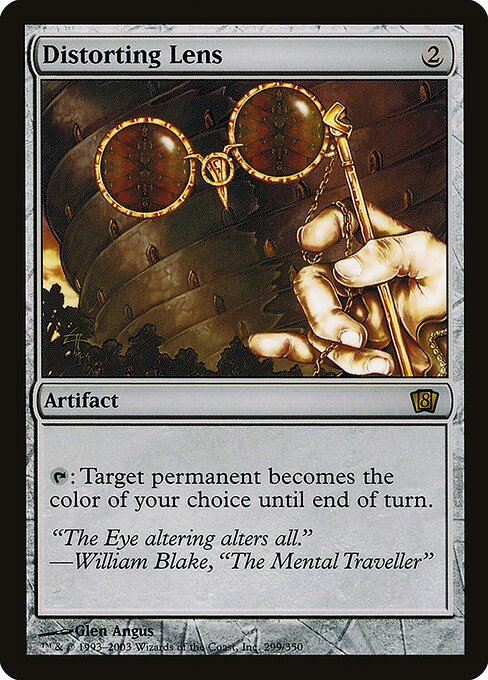 Distorting Lens 2
Artifact 8
: Target permanent becomes the
color of your choice until end of turn.
“The Eye altering alters all.”
—William Blake, “The Mental Traveller”
Glen Angus
™ & © 1993–2003 Wizards of the Coast, Inc. 299/350